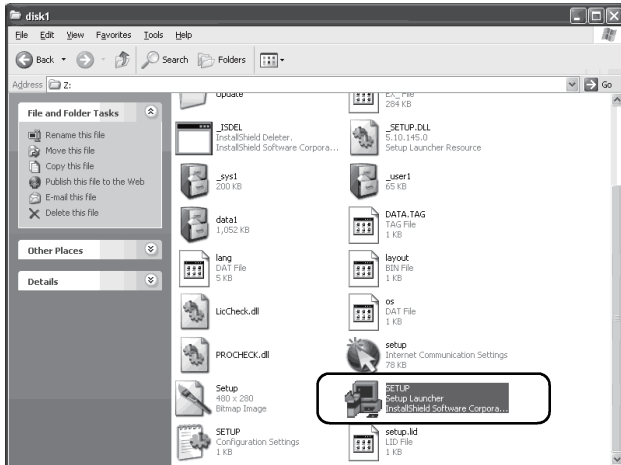 disk1
File Edit View Favorites Tools Help
Back Search Folders
Address Z: Go
File and Folder Tasks
Rename this file
Move this file
Copy this file
Publish this file to the Web
E-mail this file
Delete this file
Other Places
Details
Update
EX_ File
284 KB
_ISDEL
InstallShield Deleter.
InstallShield Software Corpora...
_SETUP.DLL
5.10.145.0
Setup Launcher Resource
_sys1
200 KB
_user1
65 KB
data1
1,052 KB
DATA.TAG
TAG File
1 KB
lang
DAT File
5 KB
layout
BIN File
1 KB
LicCheck.dll
os
DAT File
1 KB
PROCHECK.dll
setup
Internet Communication Settings
78 KB
Setup
480 x 280
Bitmap Image
SETUP
Setup Launcher
InstallShield Software Corpora...
SETUP
Configuration Settings
1 KB
setup.lid
LID File
1 KB